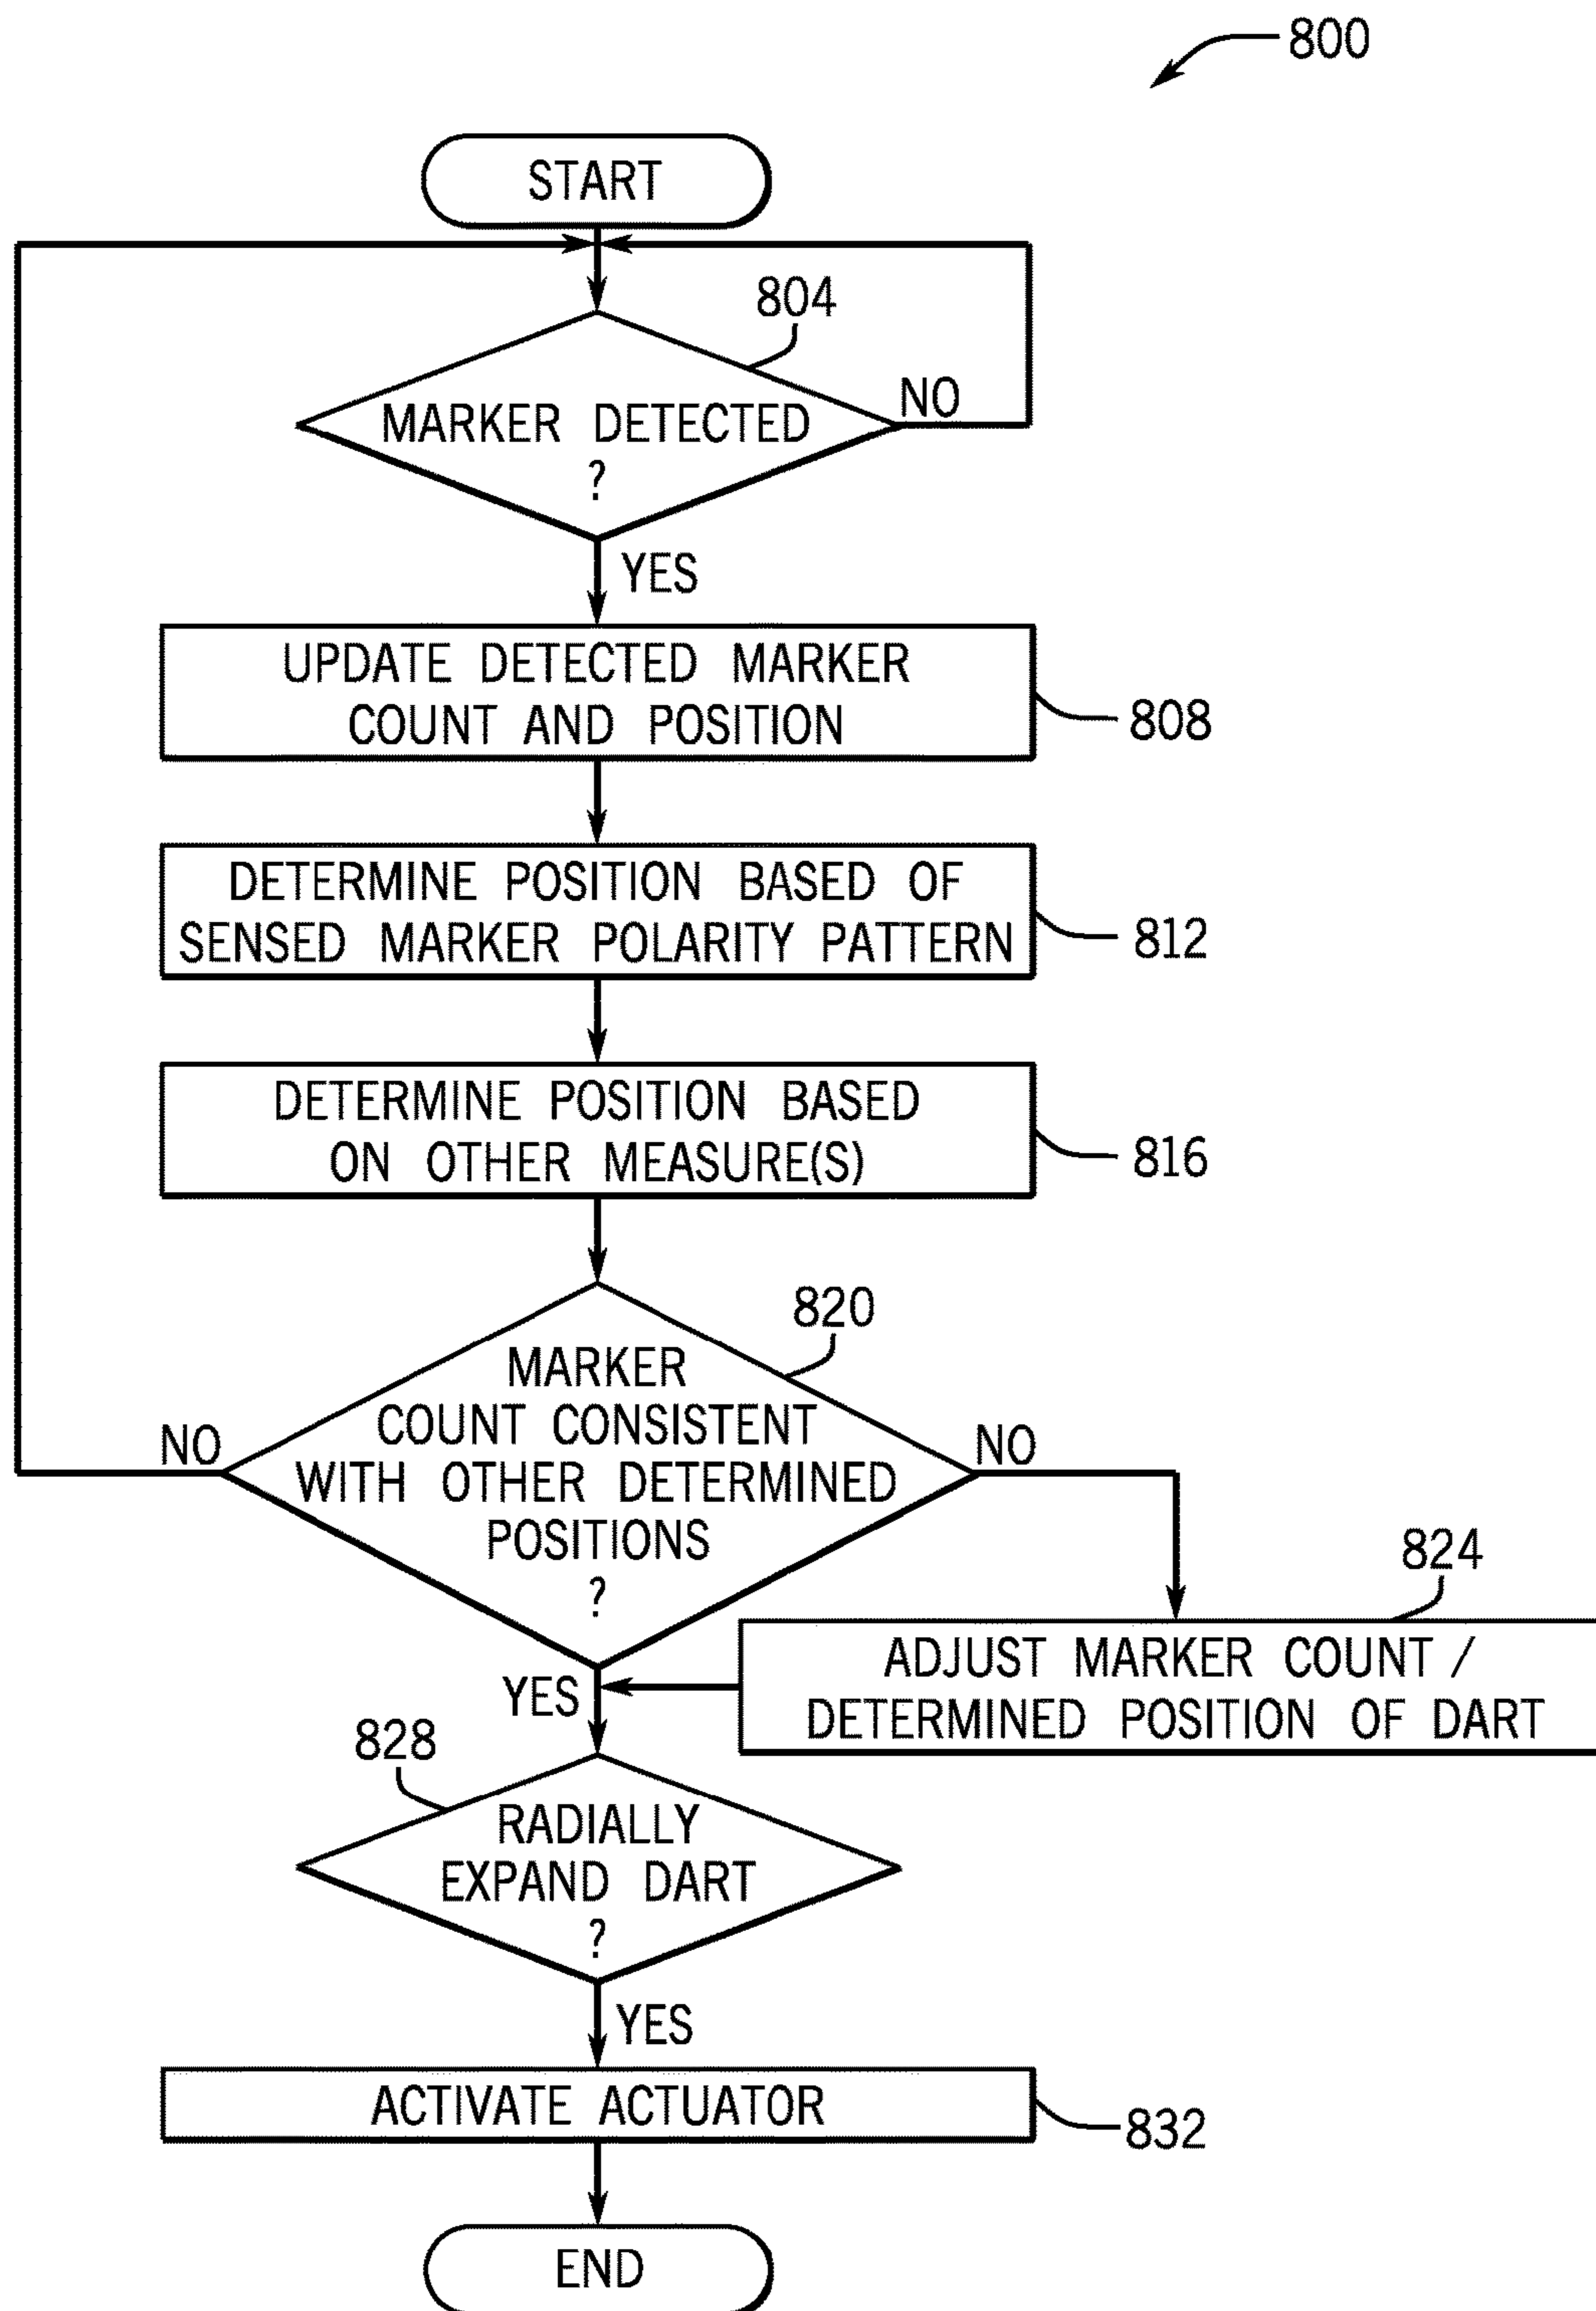 800
START
804
MARKER DETECTED
?
NO
YES
UPDATE DETECTED MARKER
COUNT AND POSITION
808
DETERMINE POSITION BASED OF
SENSED MARKER POLARITY PATTERN
812
DETERMINE POSITION BASED
ON OTHER MEASURE(S)
816
820
MARKER
COUNT CONSISTENT
WITH OTHER DETERMINED
POSITIONS
?
NO
NO
824
ADJUST MARKER COUNT /
DETERMINED POSITION OF DART
YES
828
RADIALLY
EXPAND DART
?
YES
ACTIVATE ACTUATOR
832
END